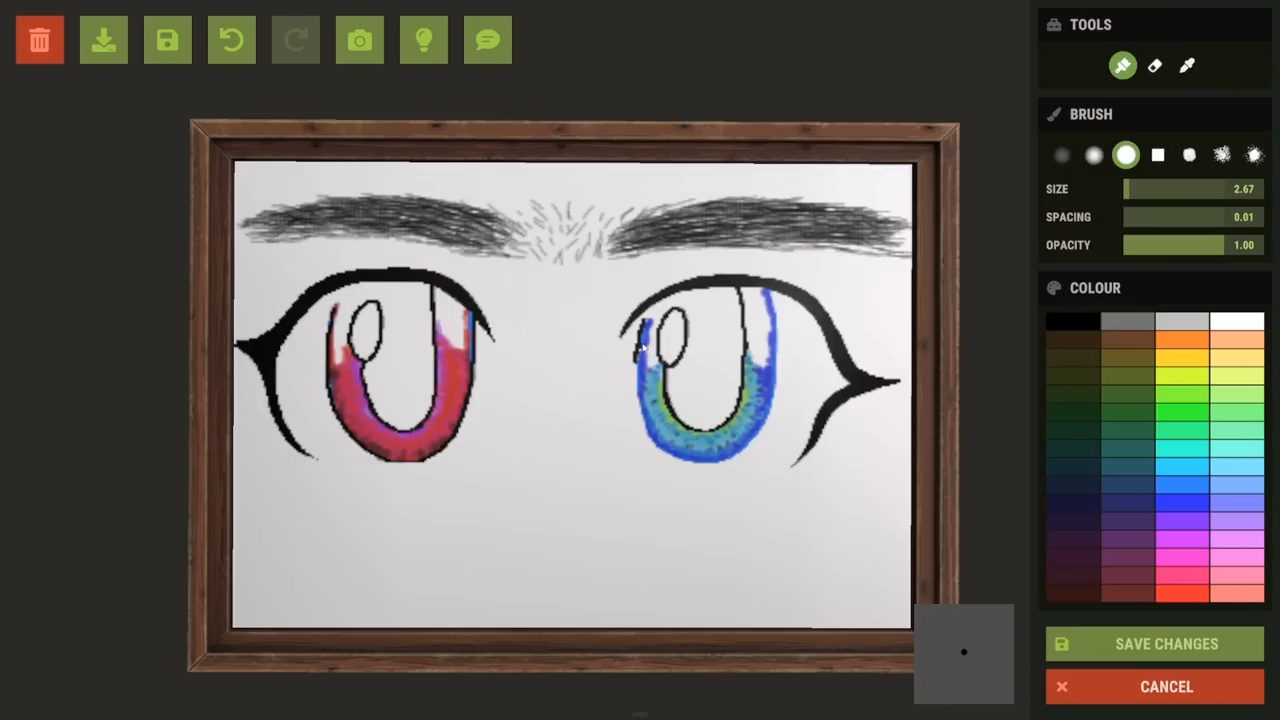 TOOLS
BRUSH
SIZE 2.67
SPACING 0.01
OPACITY 1.00
COLOUR
SAVE CHANGES
CANCEL